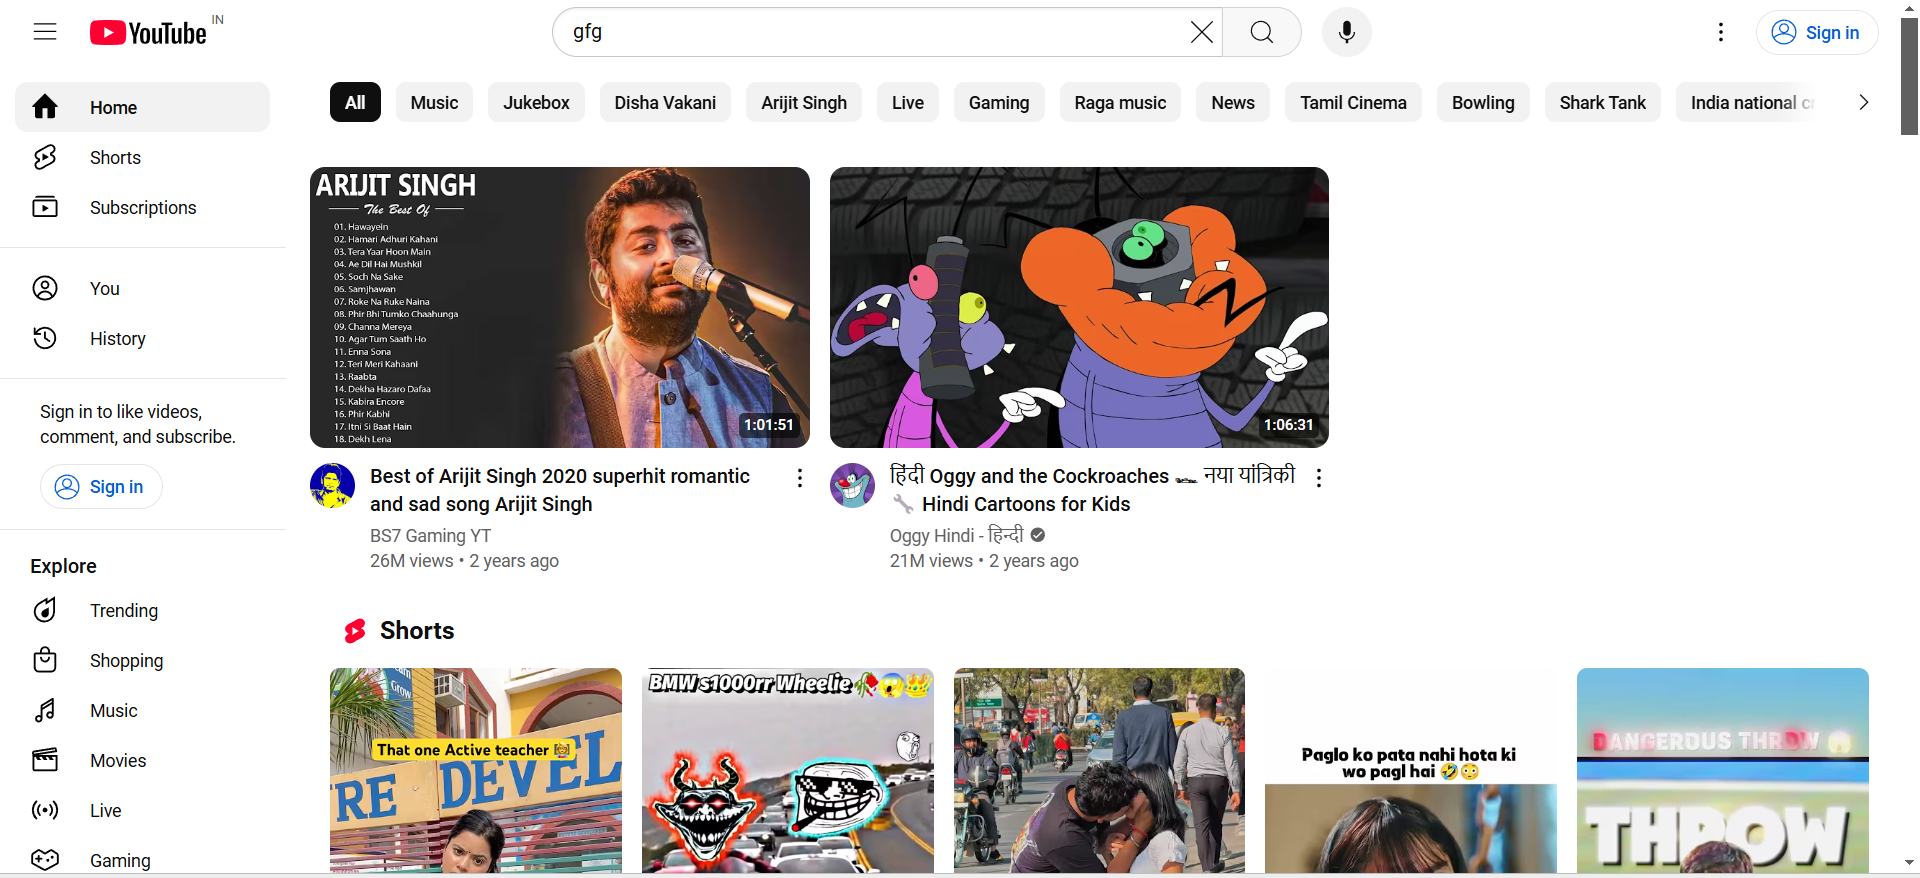 YouTube IN
gfg
Sign in
Home
Shorts
Subscriptions
You
History
Sign in to like videos,
comment, and subscribe.
Sign in
Explore
Trending
Shopping
Music
Movies
Live
Gaming
All Music Jukebox Disha Vakani Arijit Singh Live Gaming Raga music News Tamil Cinema Bowling Shark Tank India national
ARIJIT SINGH
The Best Of
01. Hawayein
02. Hamari Adhuri Kahani
03. Tera Yaar Hoon Main
04. Ae Dil Hai Mushkil
05. Soch Na Sake
06. Samjhawan
07. Roke Na Ruke Naina
08. Phir Bhi Tumko Chaahunga
09. Channa Mereya
10. Agar Tum Saath Ho
11. Enna Sona
12. Teri Meri Kahaani
13. Raabta
14. Dekha Hazaro Dafaa
15. Kabira Encore
16. Phir Kabhi
17. Itni Si Baat Hain
18. Dekh Lena
1:01:51
Best of Arijit Singh 2020 superhit romantic
and sad song Arijit Singh
BS7 Gaming YT
26M views • 2 years ago
1:06:31
हिंदी Oggy and the Cockroaches 🛏 नया यांत्रिकी
🔧 Hindi Cartoons for Kids
Oggy Hindi - हिन्दी
21M views • 2 years ago
Shorts
Grow
That one Active teacher
RE DEVEL
BMW s1000rr Wheelie🥀😱👑
Paglo ko pata nahi hota ki
wo pagl hai 🤣😳
DANGERDUS THROW
THROW